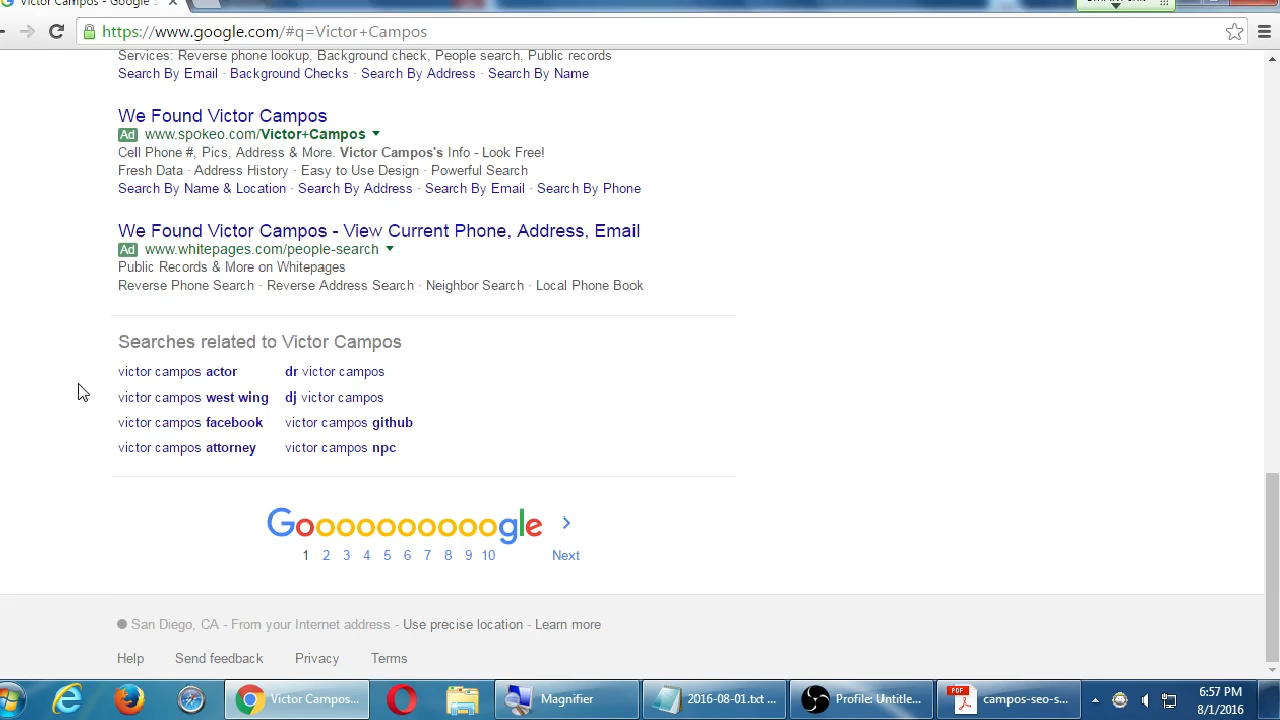 Victor Campos - Google S
https://www.google.com/#q=Victor+Campos
Services: Reverse phone lookup, Background check, People search, Public records
Search By Email · Background Checks · Search By Address · Search By Name
We Found Victor Campos
Ad www.spokeo.com/Victor+Campos
Cell Phone #, Pics, Address & More. Victor Campos's Info - Look Free!
Fresh Data · Address History · Easy to Use Design · Powerful Search
Search By Name & Location · Search By Address · Search By Email · Search By Phone
We Found Victor Campos - View Current Phone, Address, Email
Ad www.whitepages.com/people-search
Public Records & More on Whitepages
Reverse Phone Search · Reverse Address Search · Neighbor Search · Local Phone Book
Searches related to Victor Campos
victor campos actor
dr victor campos
victor campos west wing
dj victor campos
victor campos facebook
victor campos github
victor campos attorney
victor campos npc
Goooooooooogle
1 2 3 4 5 6 7 8 9 10 Next
San Diego, CA - From your Internet address - Use precise location - Learn more
Help Send feedback Privacy Terms
Victor Campos... Magnifier 2016-08-01.txt ... Profile: Untitle... PDF campos-seo-s... 6:57 PM
8/1/2016